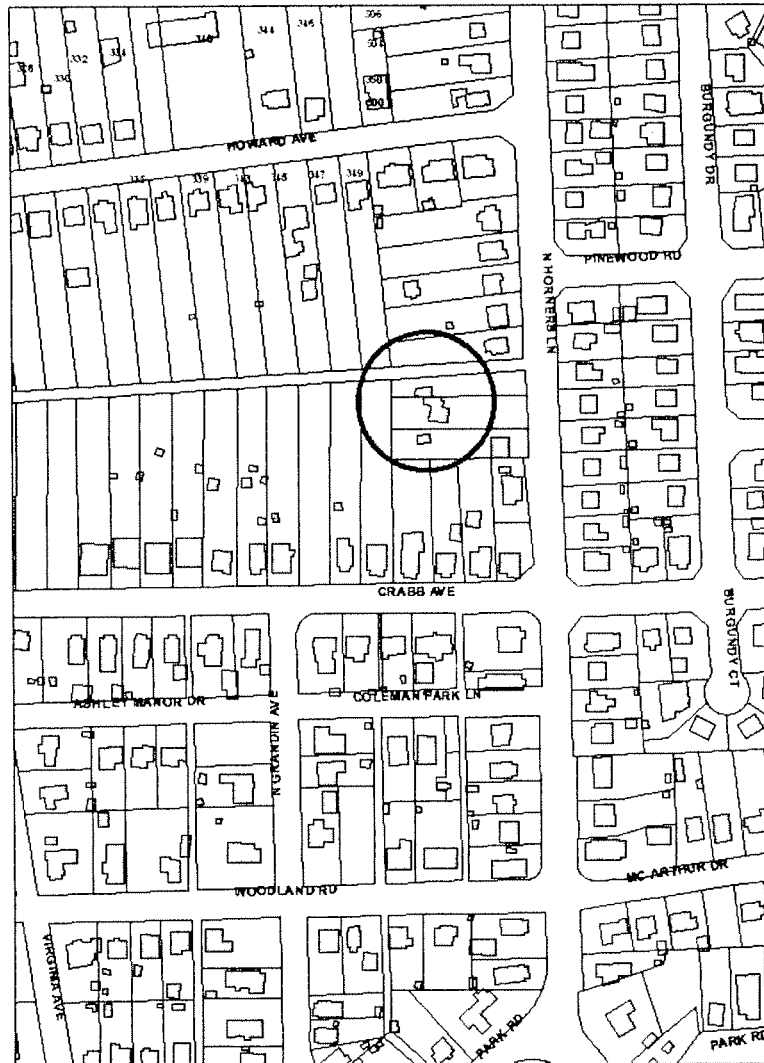 306
346
344
340
334
332
330
HOWARD AVE
335
339
343
345
347
349
BURGUNDY DR
PINEWOOD RD
N HORNERS LN
CRABB AVE
BURGUNDY CT
ASHLEY MANOR DR
COLEMAN PARK LN
N GRANDIN AVE
WOODLAND RD
MC ARTHUR DR
VIRGINIA AVE
PARK RD
PARK RD